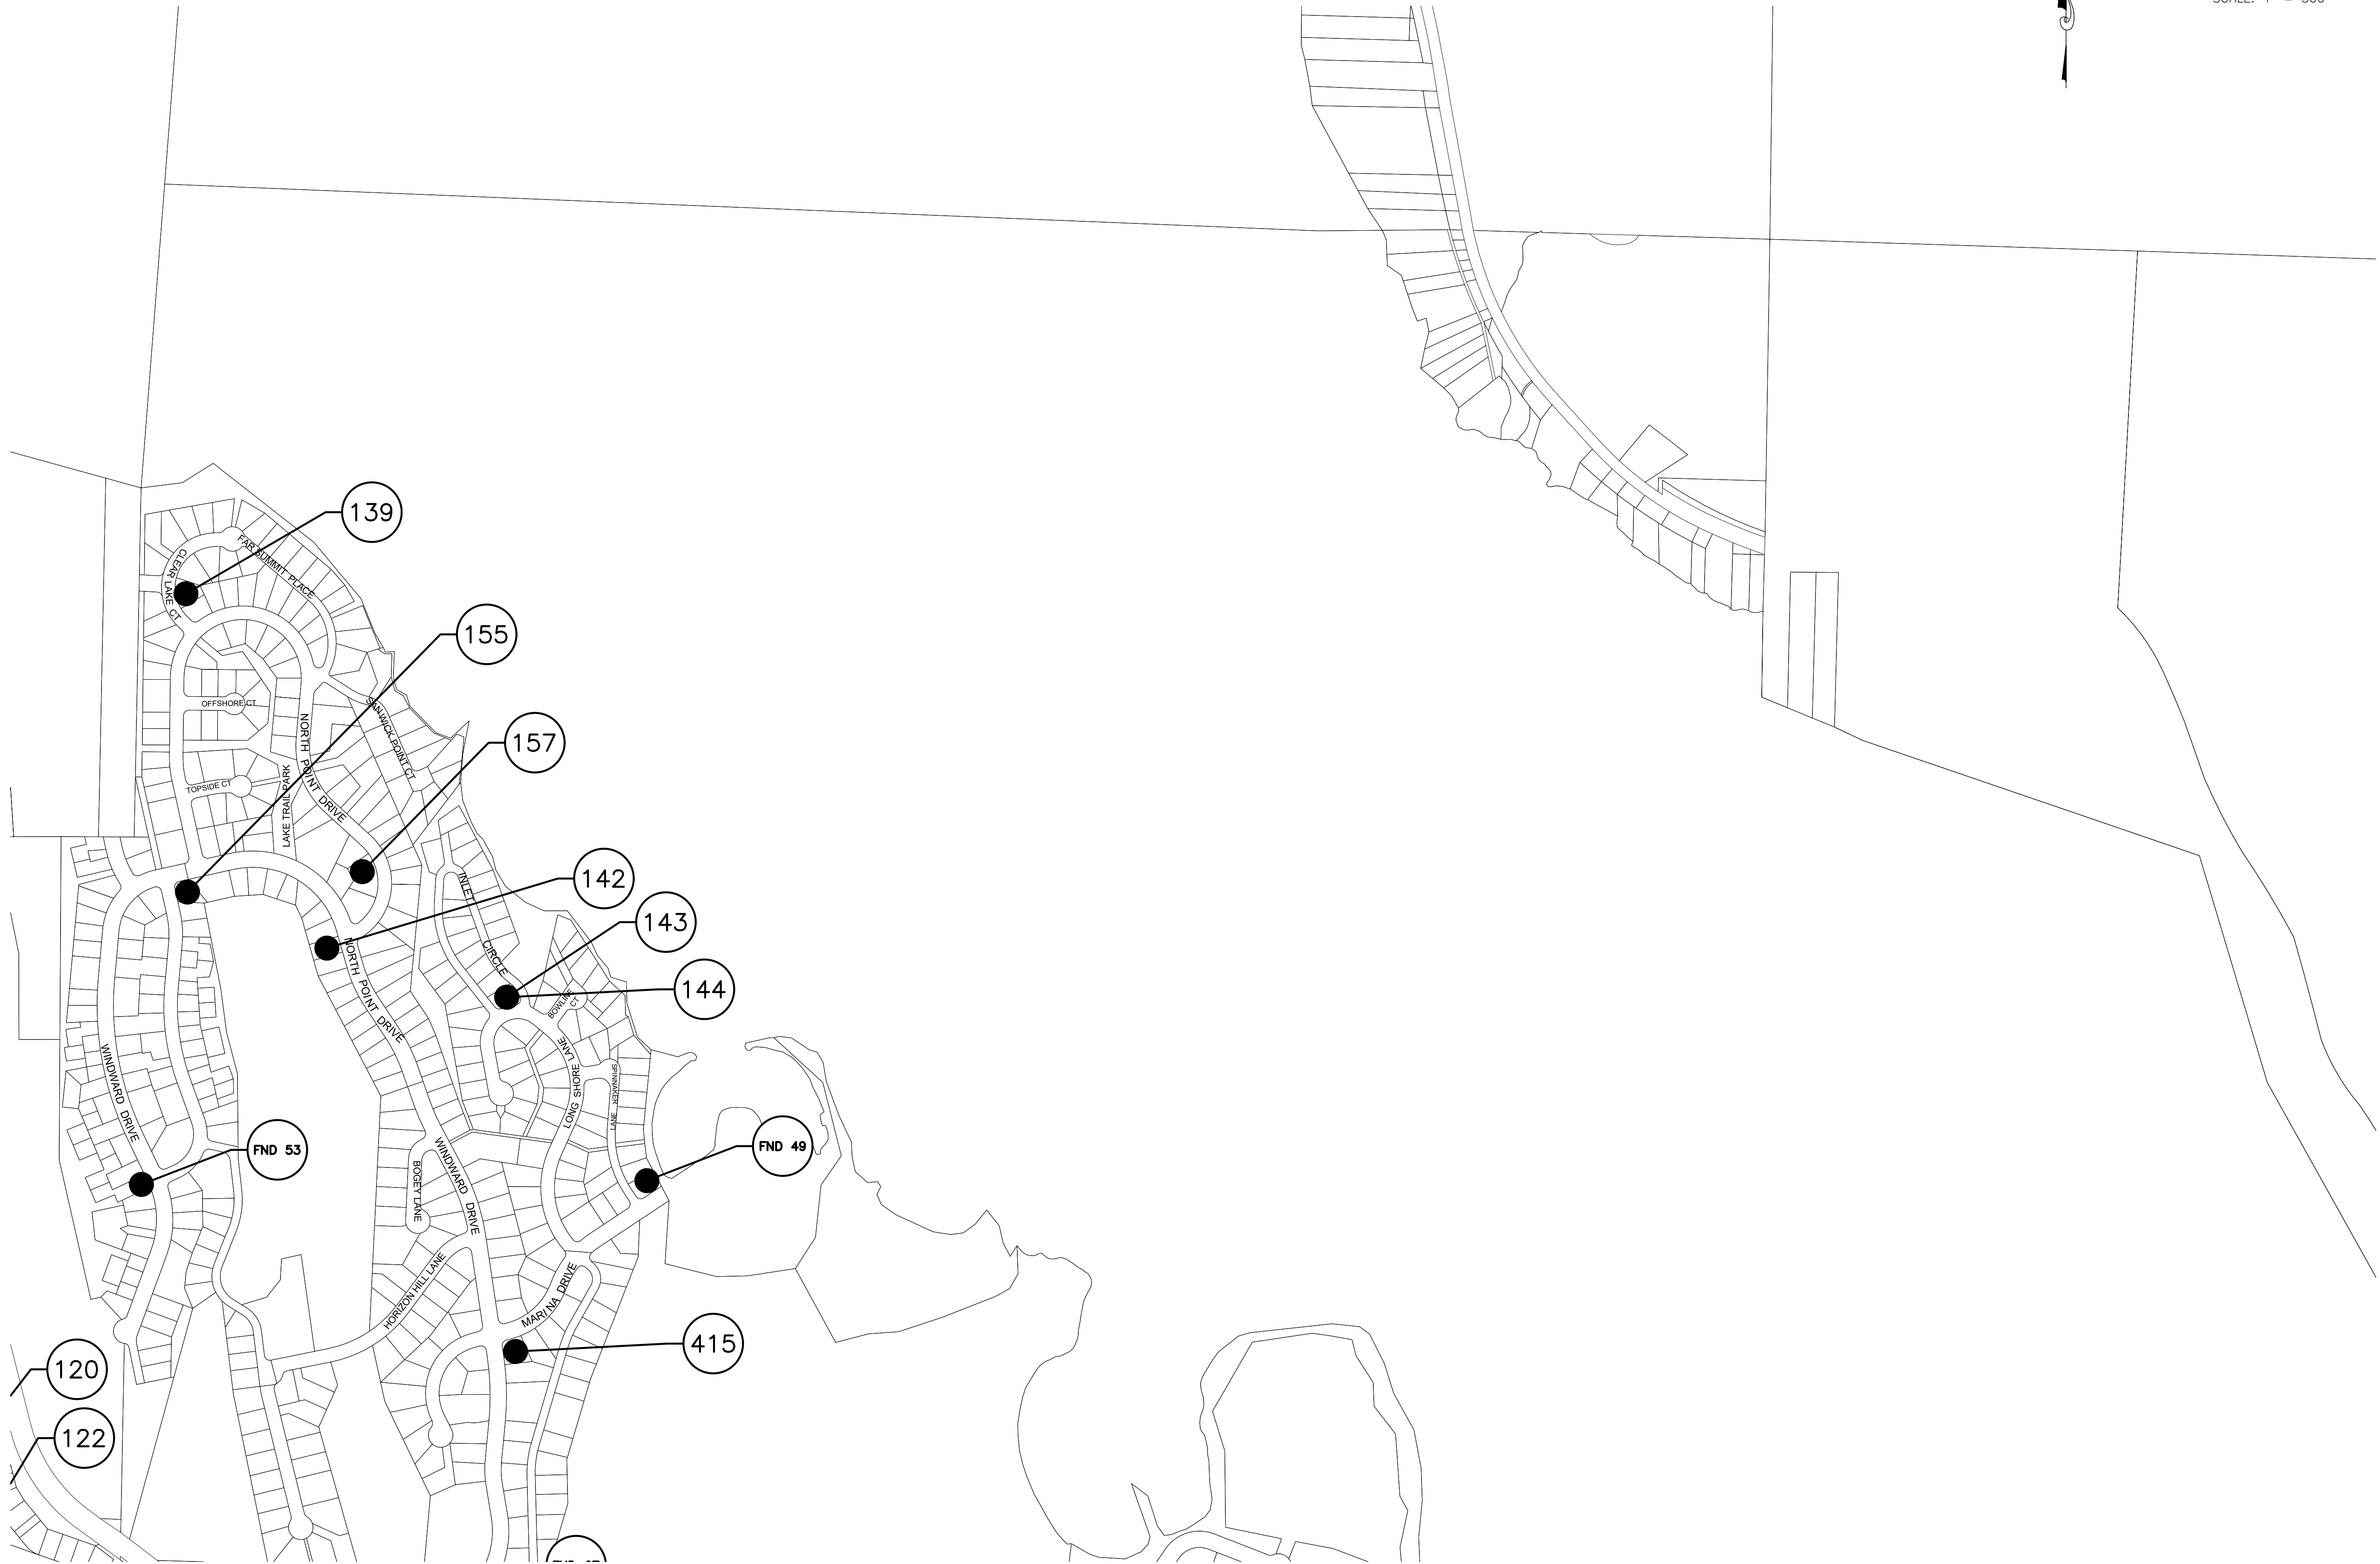 139
FAR SUMMIT PLACE
CLEAR LAKE CT
155
OFFSHORE CT
NORTH POINT DRIVE
157
TOPSIDE CT
LAKE TRAIL PARK
142
INLET CIRCLE
143
NORTH POINT DRIVE
144
BOWLINE CT
LONG SHORE LANE
SPINNAKER LANE
WINDWARD DRIVE
FND 53
FND 49
BOGEY LANE
WINDWARD DRIVE
HORIZON HILL LANE
MARINA DRIVE
415
120
122